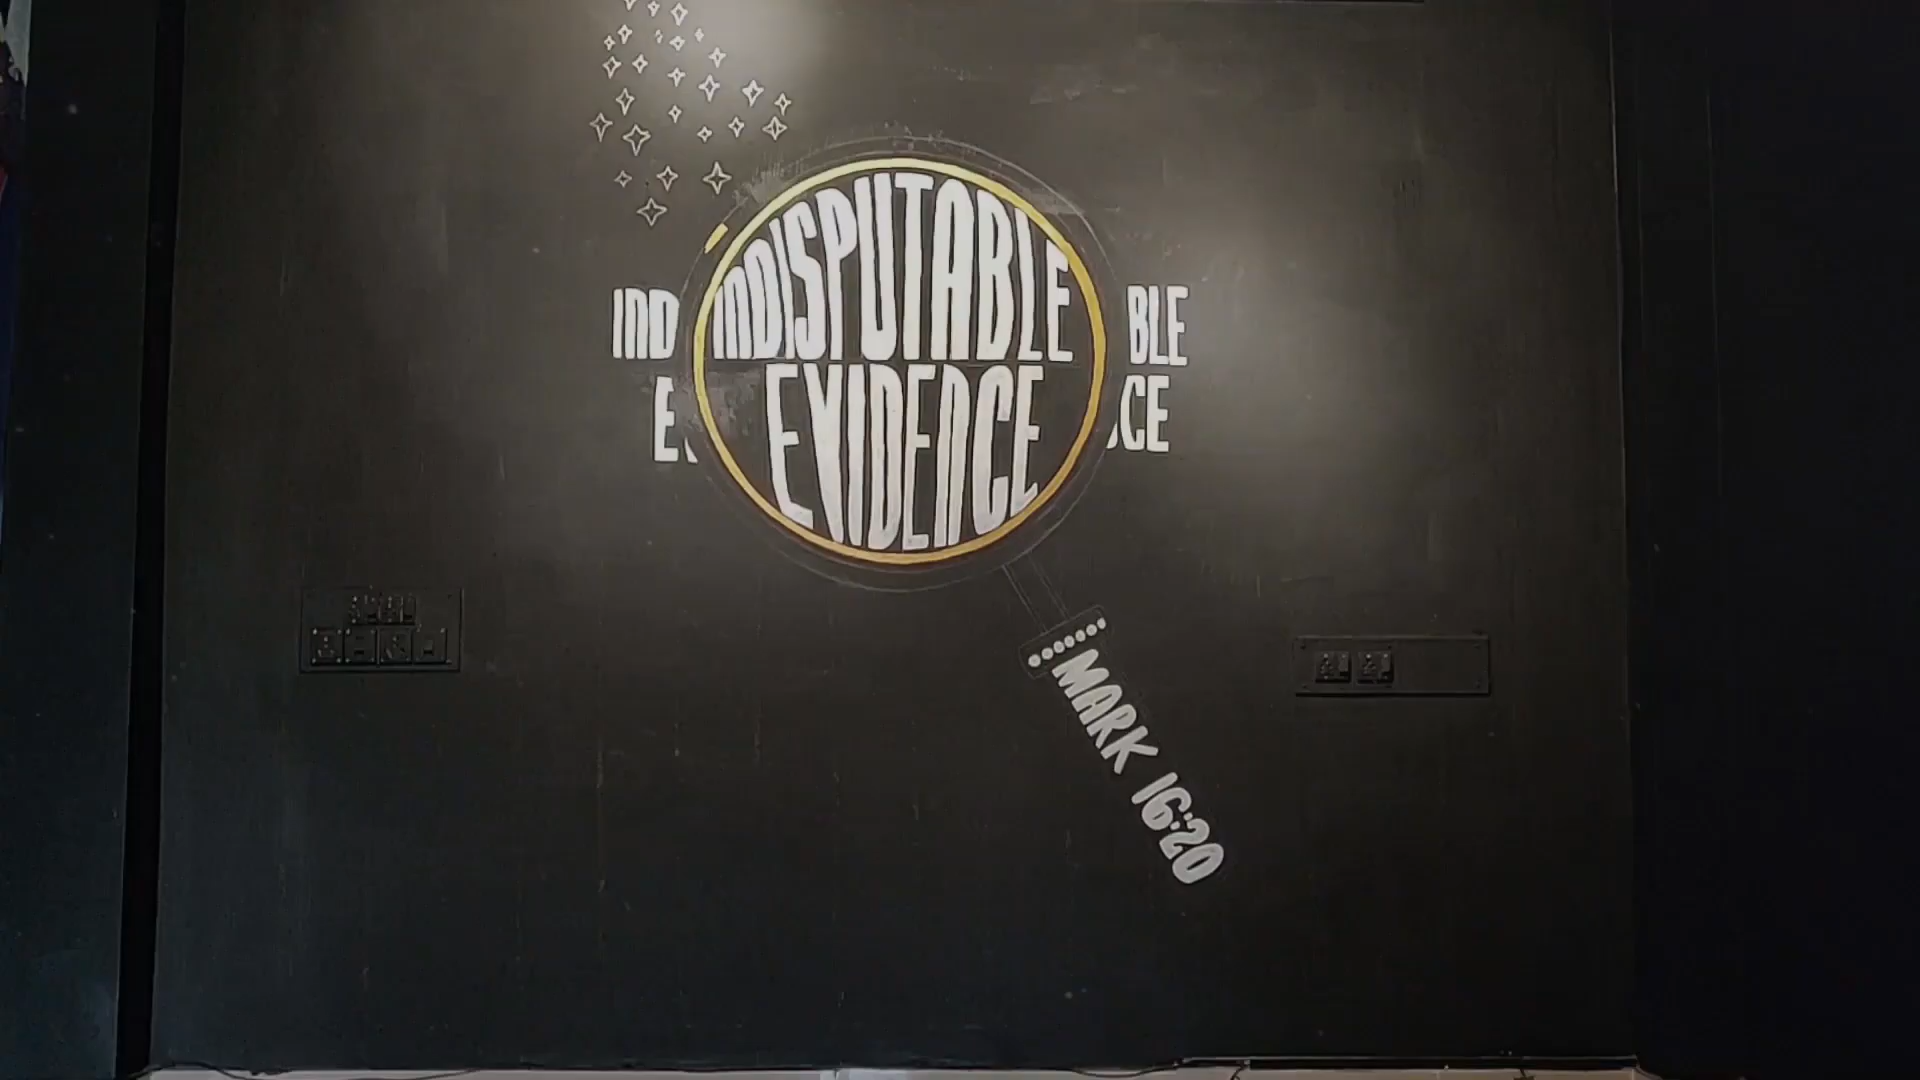 INDISPUTABLE
EVIDENCE
IND
BLE
E
CE
MARK 16:20